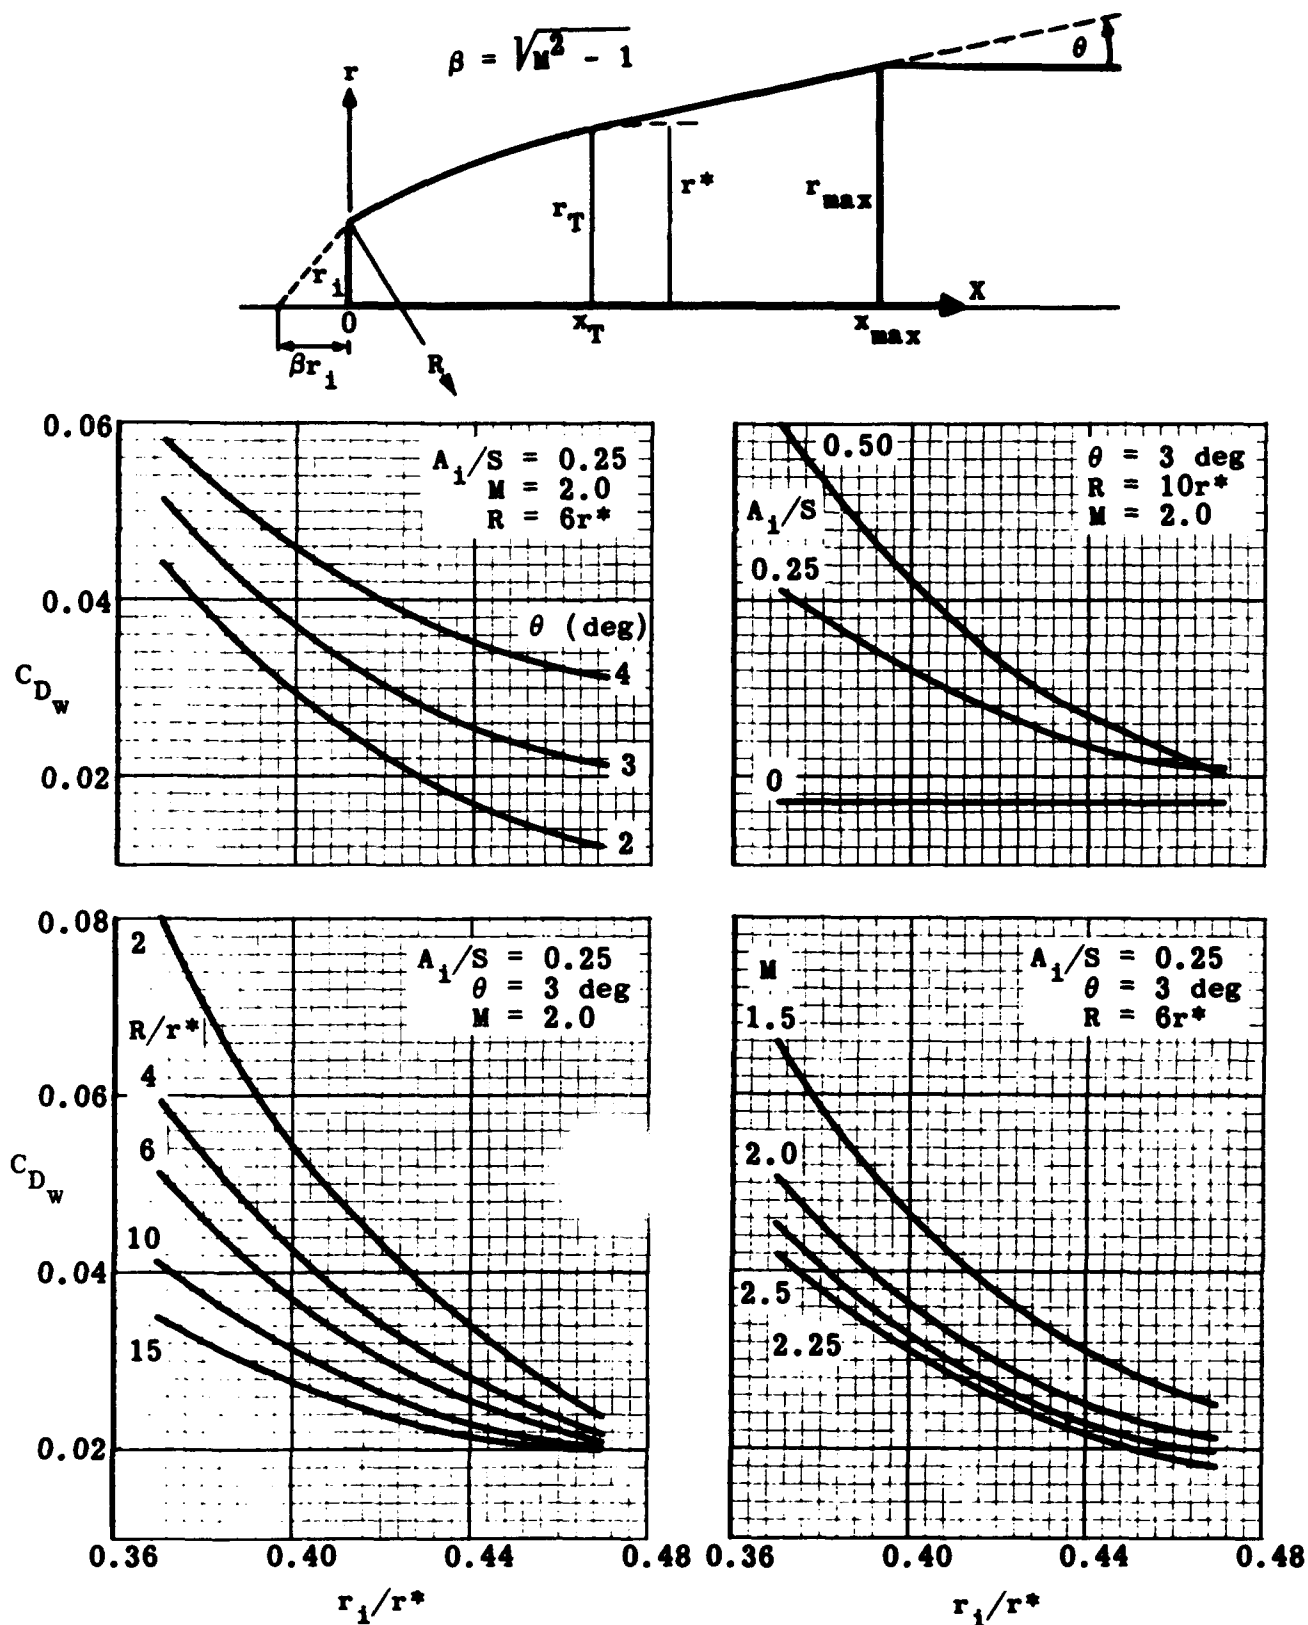 β = √M² - 1
r
θ
r_i
r_T
r*
r_max
X
0
x_T
x_max
βr_i
R
0.06
0.04
0.02
C_D_w
A_i/S = 0.25
M = 2.0
R = 6r*
θ (deg)
4
3
2
0.50
A_i/S
0.25
0
θ = 3 deg
R = 10r*
M = 2.0
0.08
0.06
0.04
0.02
C_D_w
2
R/r*
4
6
10
15
A_i/S = 0.25
θ = 3 deg
M = 2.0
0.36
0.40
0.44
0.48
r_i/r*
M
1.5
2.0
2.5
2.25
A_i/S = 0.25
θ = 3 deg
R = 6r*
0.36
0.40
0.44
0.48
r_i/r*